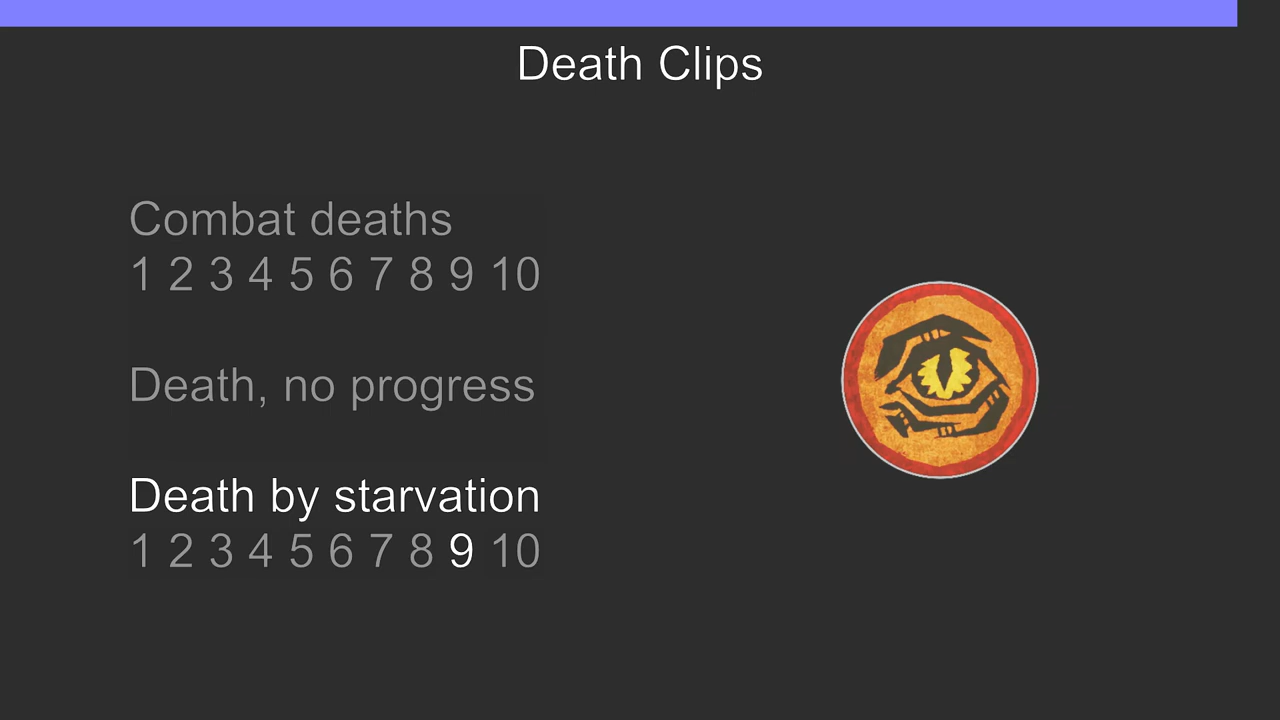 Death Clips
Combat deaths
1 2 3 4 5 6 7 8 9 10
Death, no progress
Death by starvation
1 2 3 4 5 6 7 8 9 10